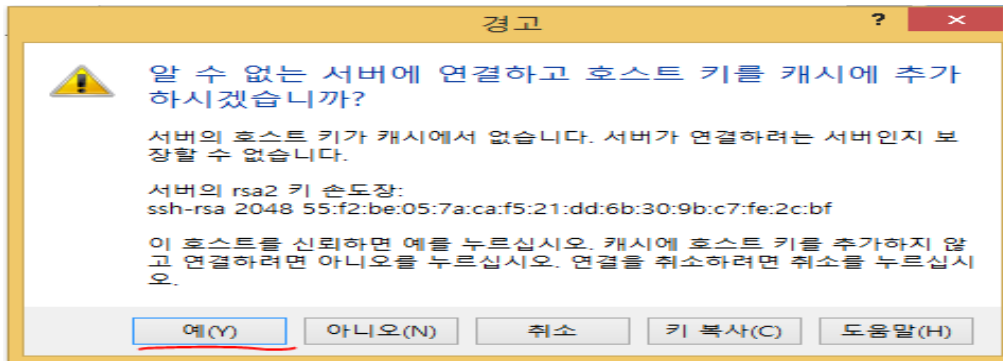 경고
?
×
알 수 없는 서버에 연결하고 호스트 키를 캐시에 추가
하시겠습니까?
서버의 호스트 키가 캐시에서 없습니다. 서버가 연결하려는 서버인지 보
장할 수 없습니다.
서버의 rsa2 키 손도장:
ssh-rsa 2048 55:f2:be:05:7a:ca:f5:21:dd:6b:30:9b:c7:fe:2c:bf
이 호스트를 신뢰하면 예를 누르십시오. 캐시에 호스트 키를 추가하지 않
고 연결하려면 아니오를 누르십시오. 연결을 취소하려면 취소를 누르십시
오.
예(Y) 아니오(N) 취소 키 복사(C) 도움말(H)